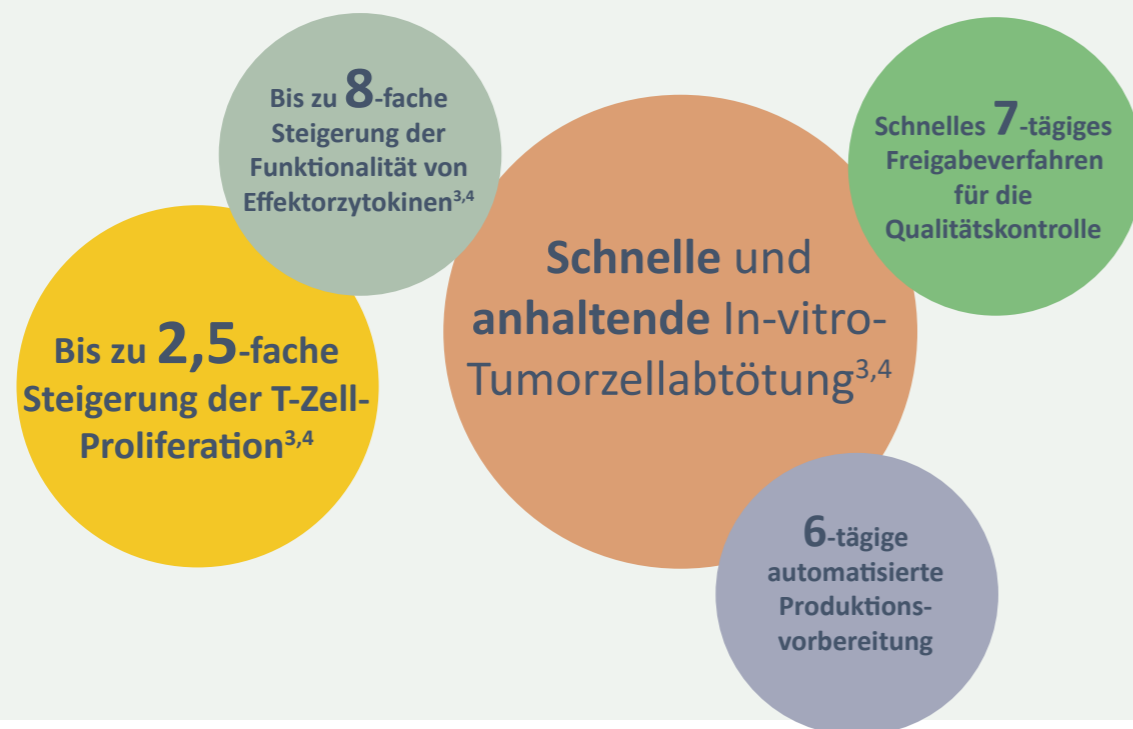 Bis zu 8-fache
Steigerung der
Funktionalität von
Effektorzytokinen3,4
Schnelles 7-tägiges
Freigabeverfahren
für die
Qualitätskontrolle
Schnelle und
anhaltende In-vitro-
Tumorzellabtötung3,4
Bis zu 2,5-fache
Steigerung der T-Zell-
Proliferation3,4
6-tägige
automatisierte
Produktions-
vorbereitung